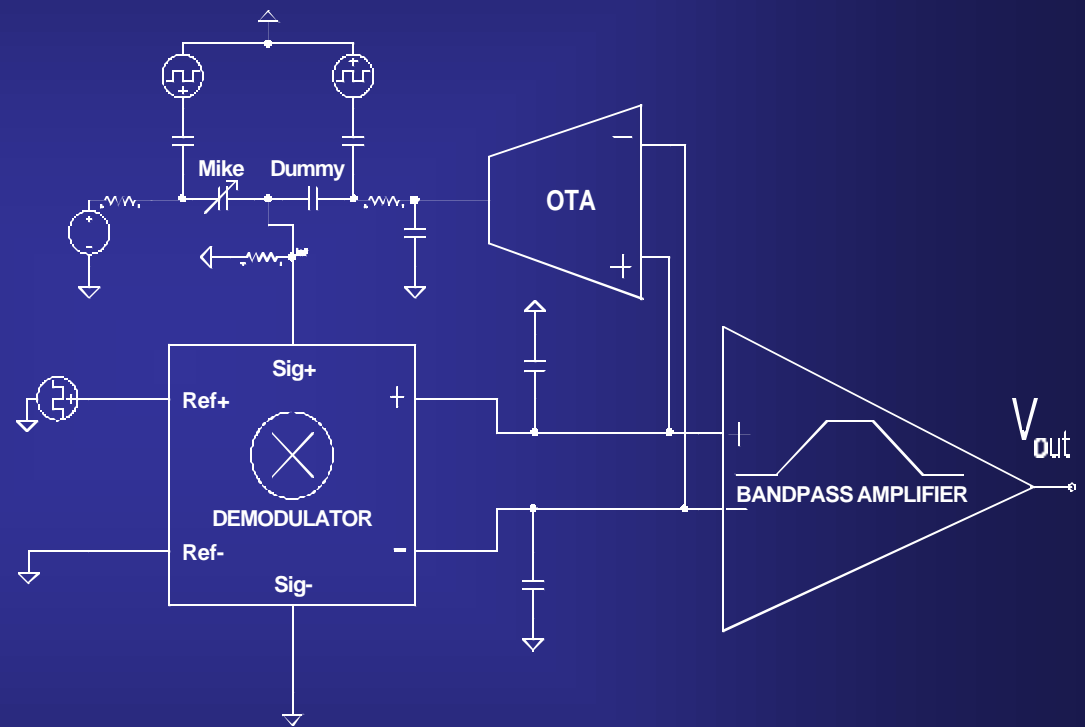 Mike
Dummy
OTA
−
+
Sig+
Ref+
+
DEMODULATOR
Ref-
-
Sig-
+
BANDPASS AMPLIFIER
−
Vout